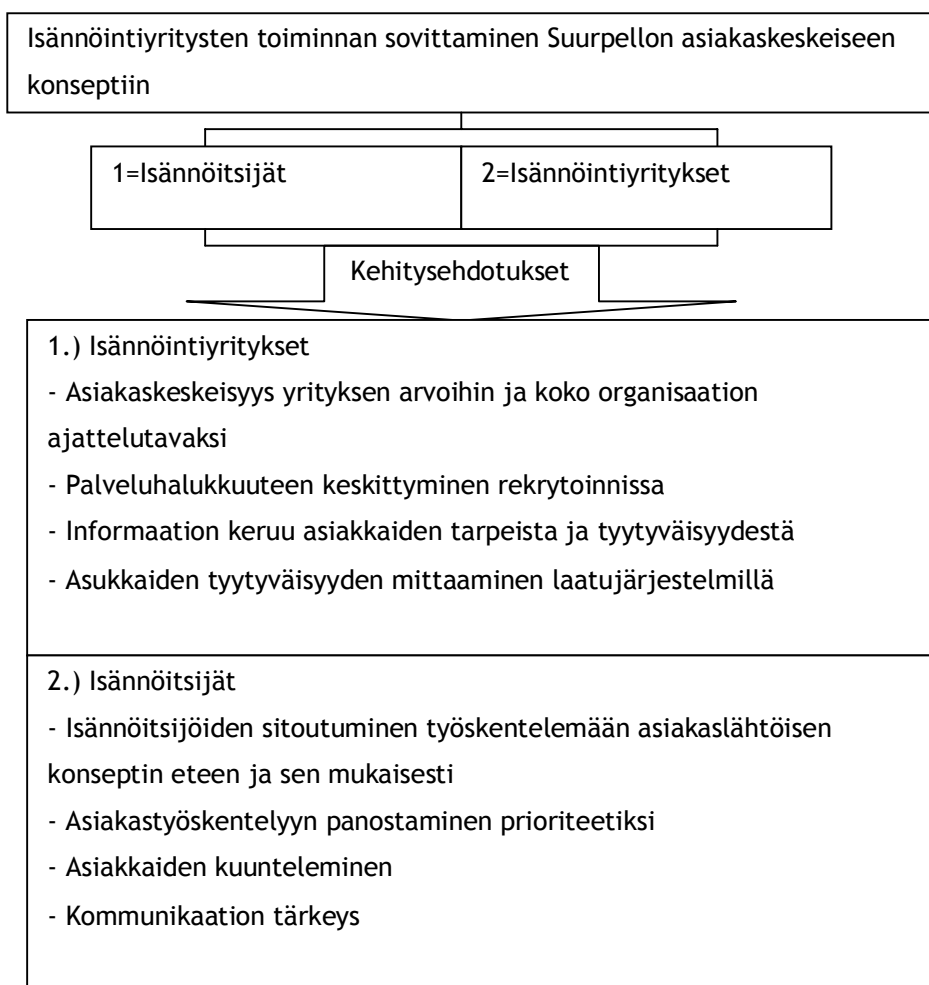 Isännöintiyritysten toiminnan sovittaminen Suurpellon asiakaskeskeiseen
konseptiin
1=Isännöitsijät
2=Isännöintiyritykset
Kehitysehdotukset
1.) Isännöintiyritykset
- Asiakaskeskeisyys yrityksen arvoihin ja koko organisaation
ajattelutavaksi
- Palveluhalukkuuteen keskittyminen rekrytoinnissa
- Informaation keruu asiakkaiden tarpeista ja tyytyväisyydestä
- Asukkaiden tyytyväisyyden mittaaminen laatujärjestelmillä
2.) Isännöitsijät
- Isännöitsijöiden sitoutuminen työskentelemään asiakaslähtöisen
konseptin eteen ja sen mukaisesti
- Asiakastyöskentelyyn panostaminen prioriteetiksi
- Asiakkaiden kuunteleminen
- Kommunikaation tärkeys